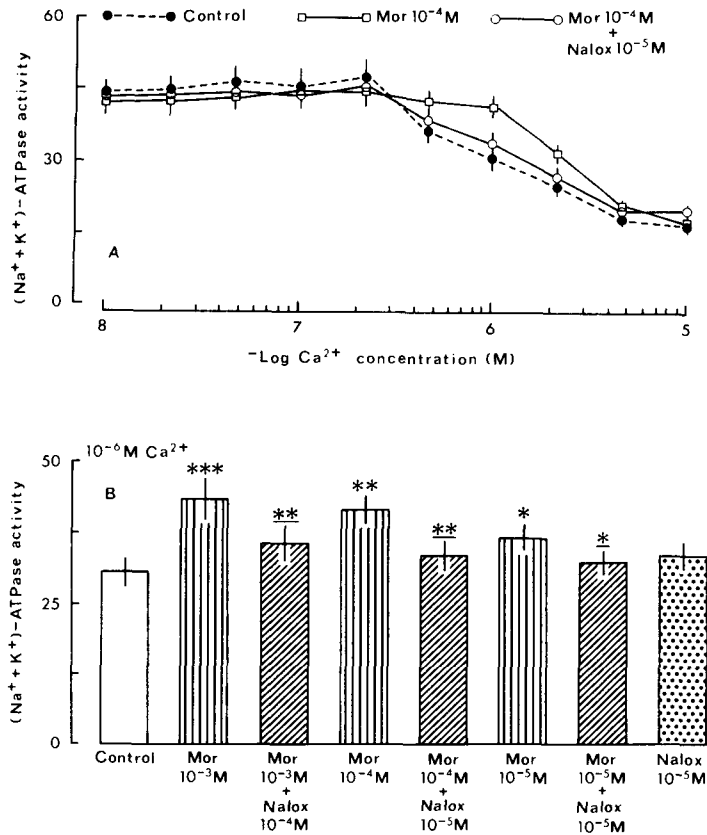 Control Mor 10⁻⁴M Mor 10⁻⁴M
+
Nalox 10⁻⁵M
60
30
0
(Na⁺+K⁺)-ATPase activity
A
8 7 6 5
⁻Log Ca²⁺ concentration (M)
10⁻⁶M Ca²⁺
50
25
0
(Na⁺+K⁺)-ATPase activity
B
*** ** ** ** * *
Control
Mor
10⁻³M
Mor
10⁻³M
+
Nalox
10⁻⁴M
Mor
10⁻⁴M
Mor
10⁻⁴M
+
Nalox
10⁻⁵M
Mor
10⁻⁵M
Mor
10⁻⁵M
+
Nalox
10⁻⁵M
Nalox
10⁻⁵M